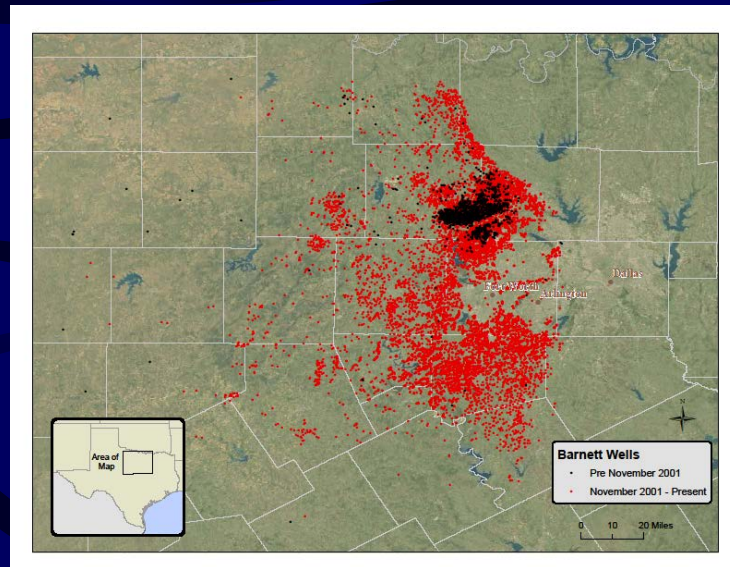 Fort Worth
Arlington
Dallas
N
Area of
Map
Barnett Wells
Pre November 2001
November 2001 - Present
0 10 20 Miles